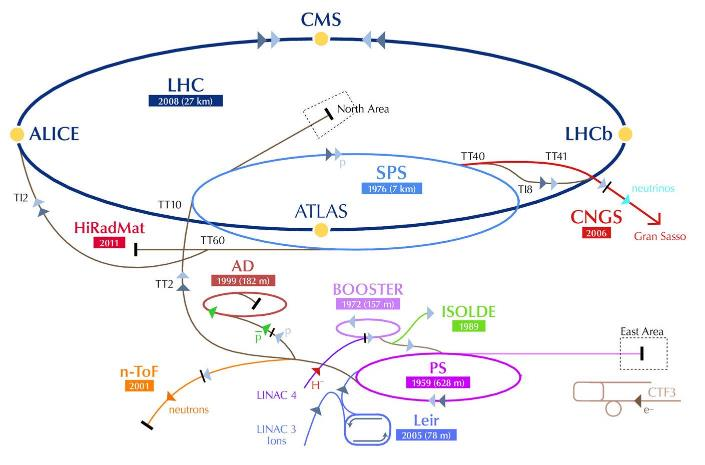 CMS
LHC
2008 (27 km)
North Area
ALICE
LHCb
TT40
TT41
p
SPS
1976 (7 km)
TI8
neutrinos
TI2
TT10
ATLAS
HiRadMat
2011
TT60
CNGS
2006
Gran Sasso
AD
1999 (182 m)
TT2
BOOSTER
1972 (157 m)
ISOLDE
1989
p
p
East Area
n-ToF
2001
PS
1959 (628 m)
H⁻
LINAC 4
neutrons
CTF3
e–
LINAC 3
Ions
Leir
2005 (78 m)